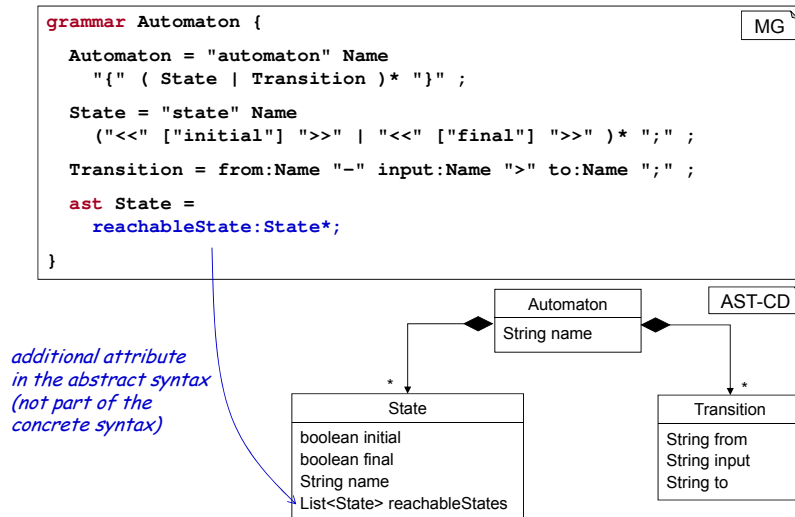 grammar Automaton {
MG
Automaton = "automaton" Name
"{" ( State | Transition )* "}" ;
State = "state" Name
("<<" ["initial"] ">>" | "<<" ["final"] ">>" )* ";" ;
Transition = from:Name "-" input:Name ">" to:Name ";" ;
ast State =
reachableState:State*;
}
AST-CD
Automaton
String name
additional attribute
in the abstract syntax
(not part of the
concrete syntax)
*
*
State
boolean initial
boolean final
String name
List<State> reachableStates
Transition
String from
String input
String to